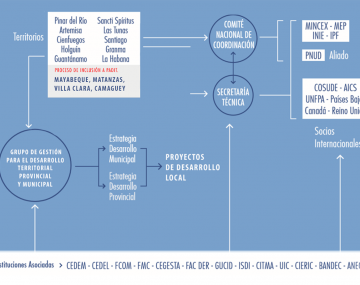 Territorios
Pinar del Río
Artemisa
Cienfuegos
Holguín
Guantánamo
Sancti Spíritus
Las Tunas
Santiago
Granma
La Habana
PROCESO DE INCLUSIÓN A PADIT
MAYABEQUE, MATANZAS,
VILLA CLARA, CAMAGUEY
COMITÉ
NACIONAL DE
COORDINACIÓN
MINCEX - MEP
INIE - IPF
PNUD
Aliado
SECRETARÍA
TÉCNICA
COSUDE - AICS
UNFPA - Países Bajo
Canadá - Reino Unid
Socios
Internacionales
GRUPO DE GESTIÓN
PARA EL DESARROLLO
TERRITORIAL
PROVINCIAL
Y MUNICIPAL
Estrategia
Desarrollo
Municipal
Estrategia
Desarrollo
Provincial
PROYECTOS
DE DESARROLLO
LOCAL
stituciones Asociadas > CEDEM - CEDEL - FCOM - FMC - CEGESTA - FAC DER - GUCID - ISDI - CITMA - UIC - CIERIC - BANDEC - ANE